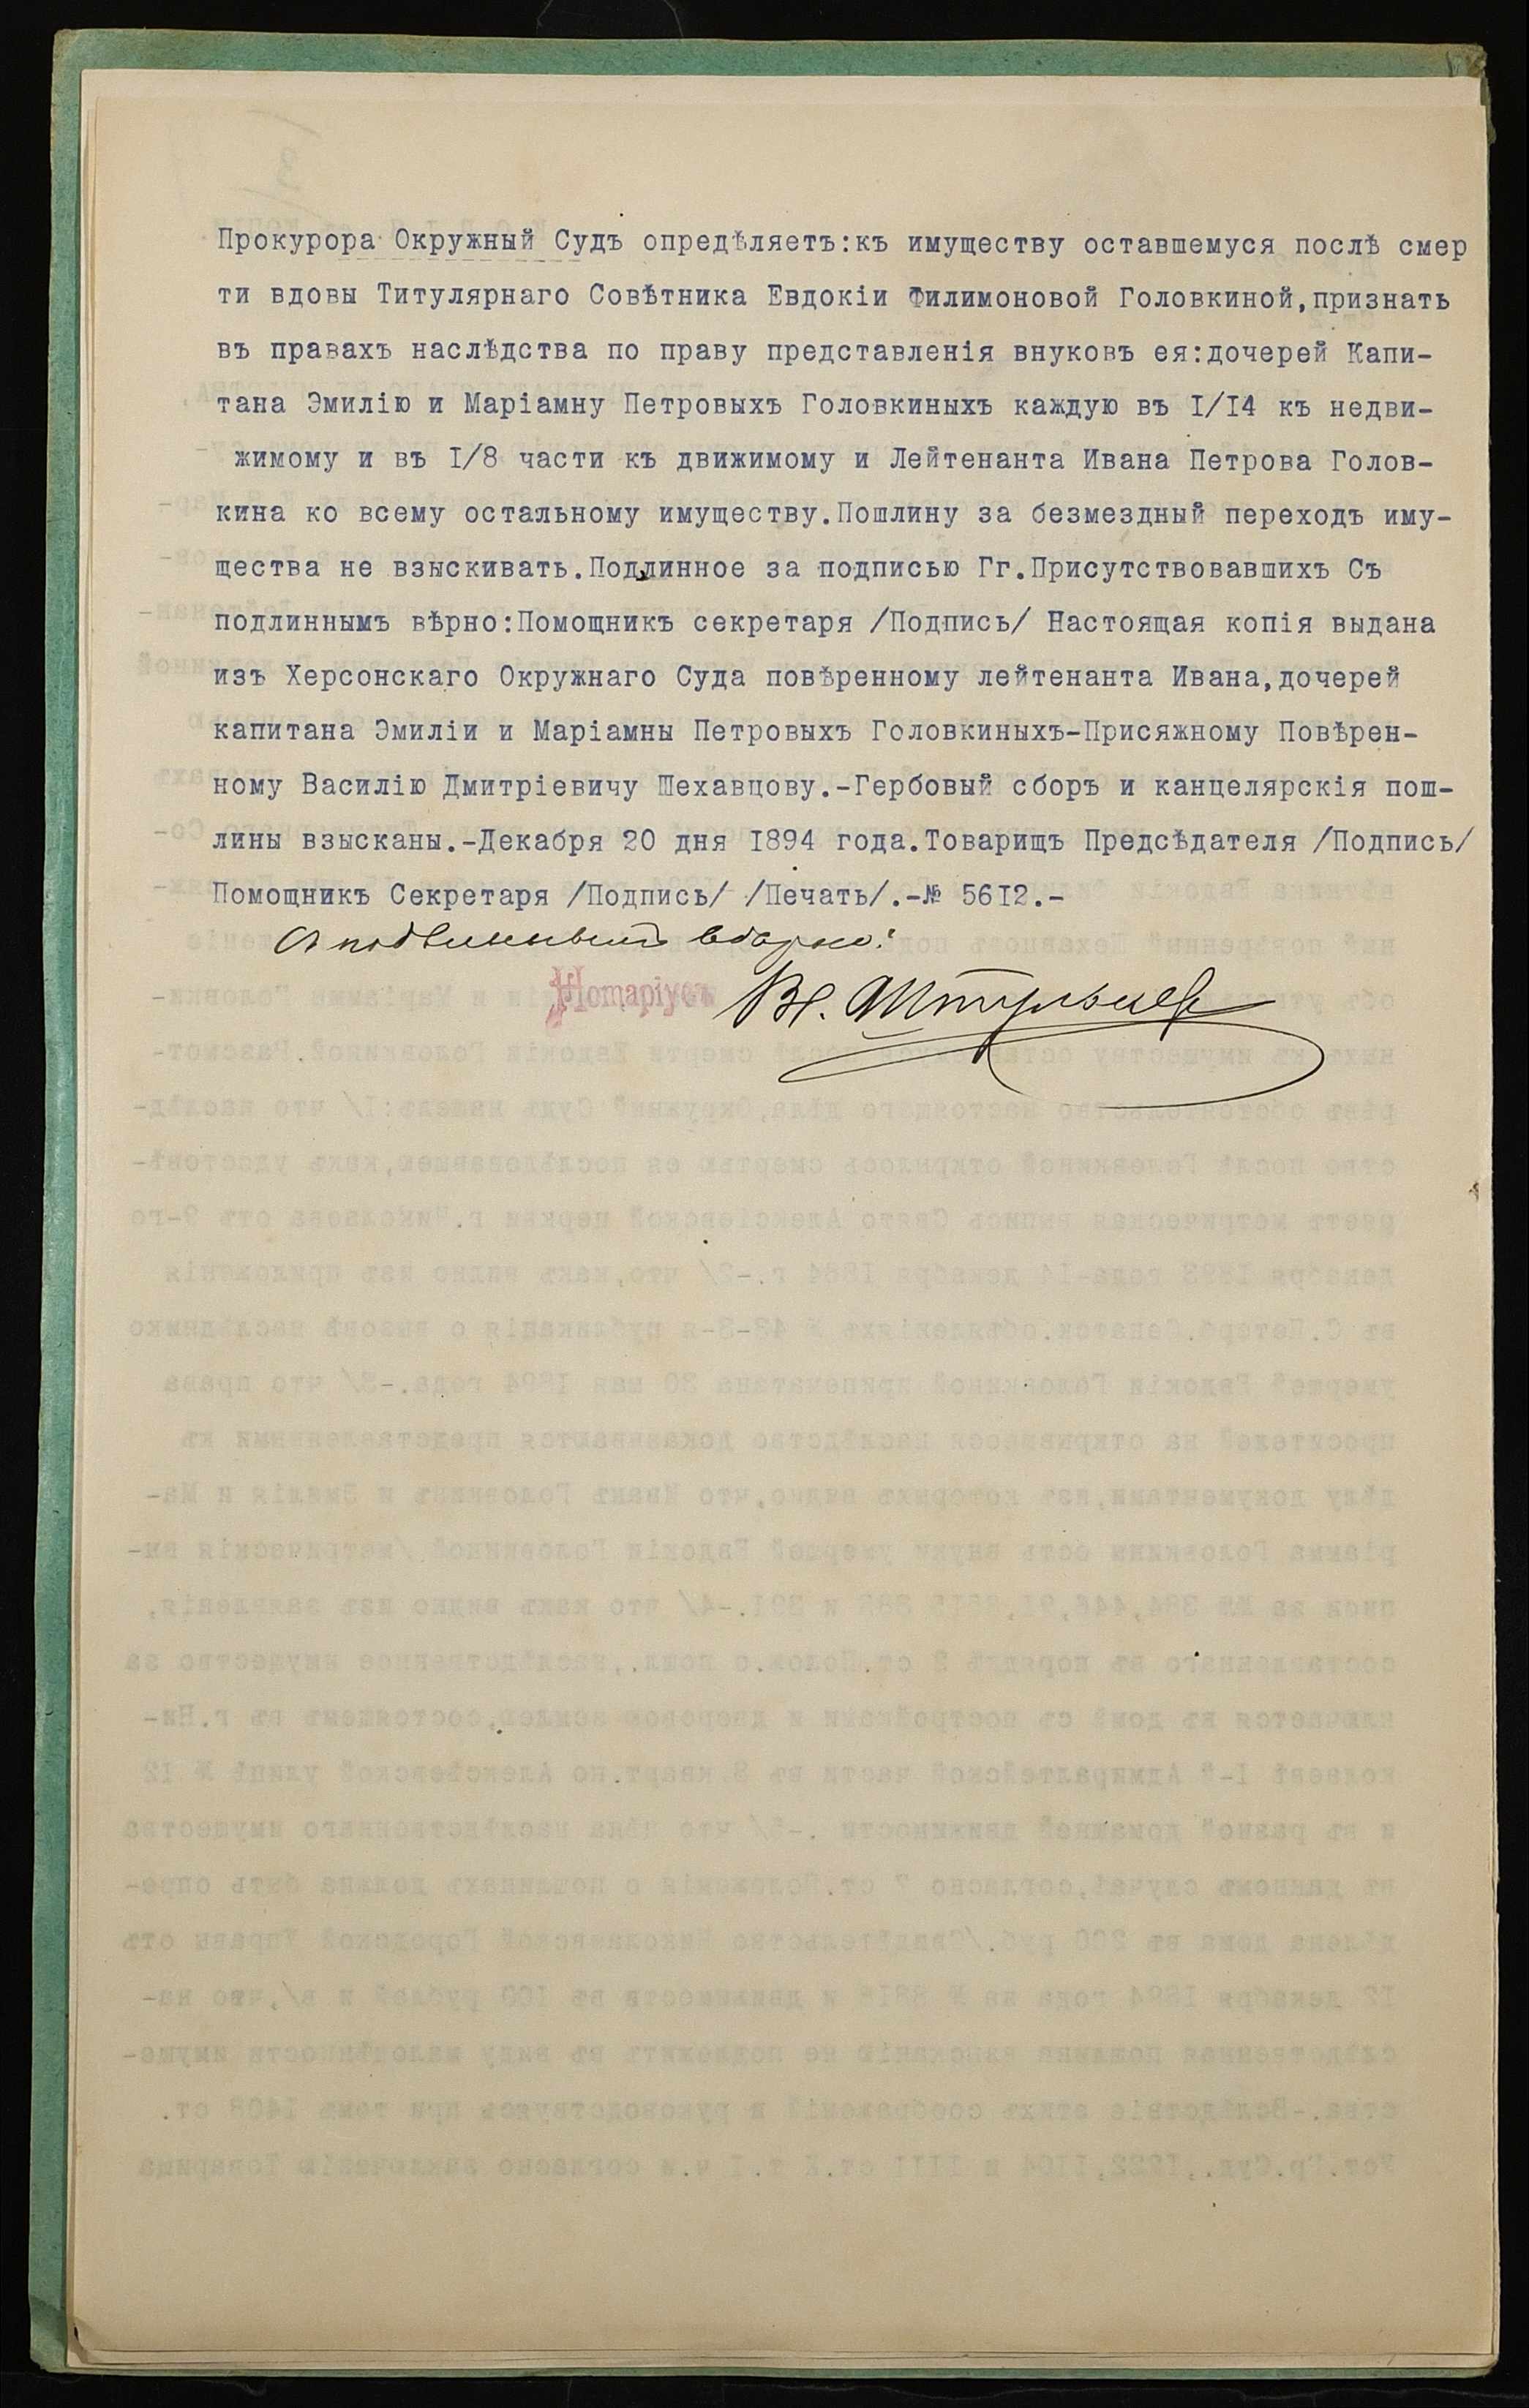 Прокурора Окружный Судъ опредѣляетъ:къ имуществу оставшемуся послѣ смер
ти вдовы Титулярнаго Совѣтника Евдокіи Филимоновой Головкиной,признать
въ правахъ наслѣдства по праву представленія внуковъ ея:дочерей Капи-
тана Эмилію и Маріамну Петровыхъ Головкиныхъ каждую въ I/I4 къ недви-
жимому и въ I/8 части къ движимому и Лейтенанта Ивана Петрова Голов-
кина ко всему остальному имуществу.Пошлину за безмездный переходъ иму-
щества не взыскивать.Подлинное за подписью Гг.Присутствовавшихъ Съ
подлиннымъ вѣрно:Помощникъ секретаря /Подпись/ Настоящая копія выдана
изъ Херсонскаго Окружнаго Суда повѣренному лейтенанта Ивана,дочерей
капитана Эмиліи и Маріамны Петровыхъ Головкиныхъ-Присяжному Повѣрен-
ному Василію Дмитріевичу Шехавцову.-Гербовый сборъ и канцелярскія пош-
лины взысканы.-Декабря 20 дня I894 года.Товарищъ Предсѣдателя /Подпись/
Помощникъ Секретаря /Подпись/ /Печать/.-№ 56I2.-
Съ подлиннымъ вѣрно:
Нотаріусъ